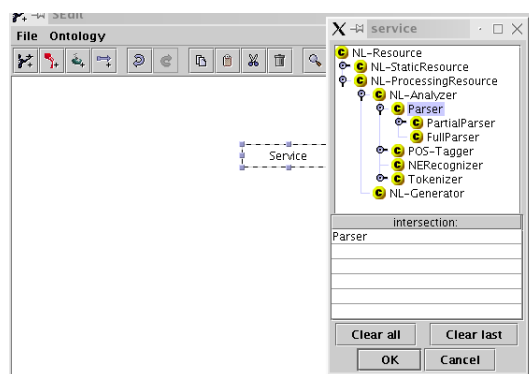 SEdit
File Ontology
Service
service
NL-Resource
NL-StaticResource
NL-ProcessingResource
NL-Analyzer
Parser
PartialParser
FullParser
POS-Tagger
NERecognizer
Tokenizer
NL-Generator
intersection:
Parser
Clear all Clear last
OK Cancel